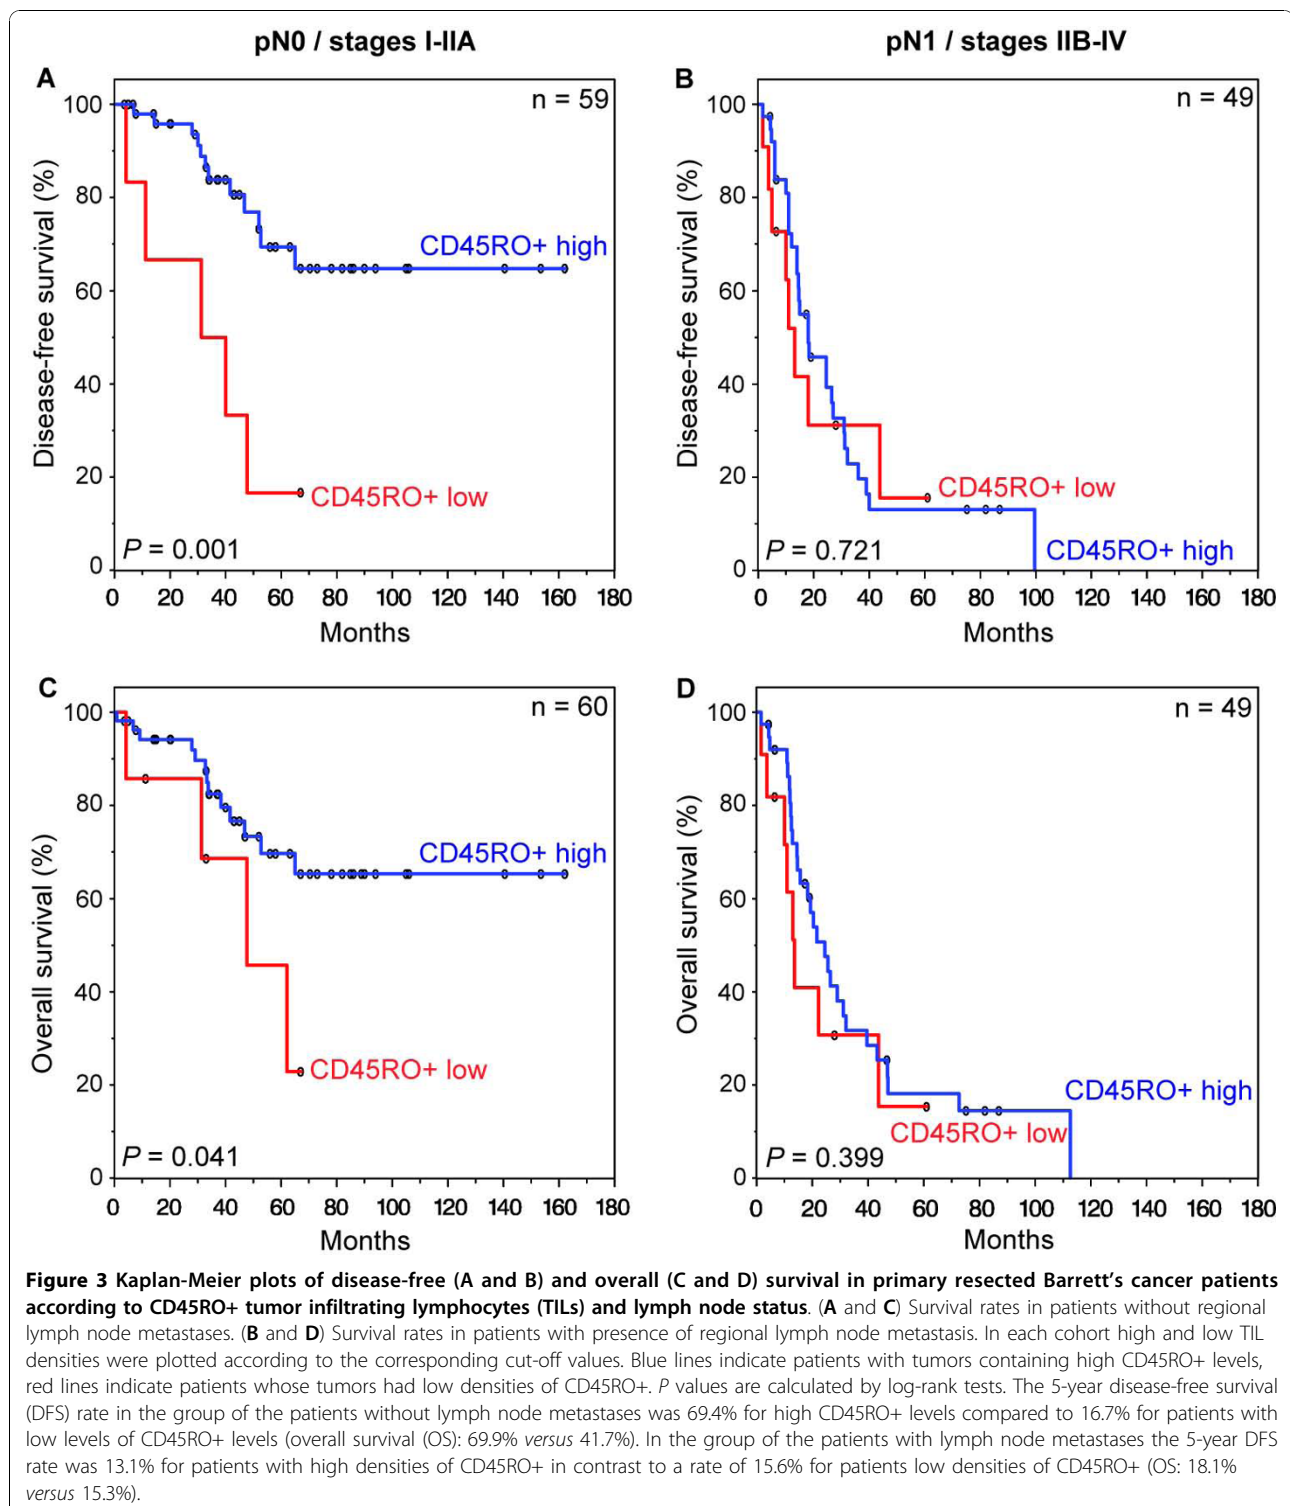 pN0 / stages I-IIA
pN1 / stages IIB-IV
A
n = 59
100
80
60
40
20
0
Disease-free survival (%)
CD45RO+ high
CD45RO+ low
P = 0.001
0 20 40 60 80 100 120 140 160 180
Months
B
n = 49
100
80
60
40
20
0
Disease-free survival (%)
CD45RO+ low
CD45RO+ high
P = 0.721
0 20 40 60 80 100 120 140 160 180
Months
C
n = 60
100
80
60
40
20
0
Overall survival (%)
CD45RO+ high
CD45RO+ low
P = 0.041
0 20 40 60 80 100 120 140 160 180
Months
D
n = 49
100
80
60
40
20
0
Overall survival (%)
CD45RO+ high
CD45RO+ low
P = 0.399
0 20 40 60 80 100 120 140 160 180
Months
Figure 3 Kaplan-Meier plots of disease-free (A and B) and overall (C and D) survival in primary resected Barrett's cancer patients
according to CD45RO+ tumor infiltrating lymphocytes (TILs) and lymph node status. (A and C) Survival rates in patients without regional
lymph node metastases. (B and D) Survival rates in patients with presence of regional lymph node metastasis. In each cohort high and low TIL
densities were plotted according to the corresponding cut-off values. Blue lines indicate patients with tumors containing high CD45RO+ levels,
red lines indicate patients whose tumors had low densities of CD45RO+. P values are calculated by log-rank tests. The 5-year disease-free survival
(DFS) rate in the group of the patients without lymph node metastases was 69.4% for high CD45RO+ levels compared to 16.7% for patients with
low levels of CD45RO+ levels (overall survival (OS): 69.9% versus 41.7%). In the group of the patients with lymph node metastases the 5-year DFS
rate was 13.1% for patients with high densities of CD45RO+ in contrast to a rate of 15.6% for patients low densities of CD45RO+ (OS: 18.1%
versus 15.3%).